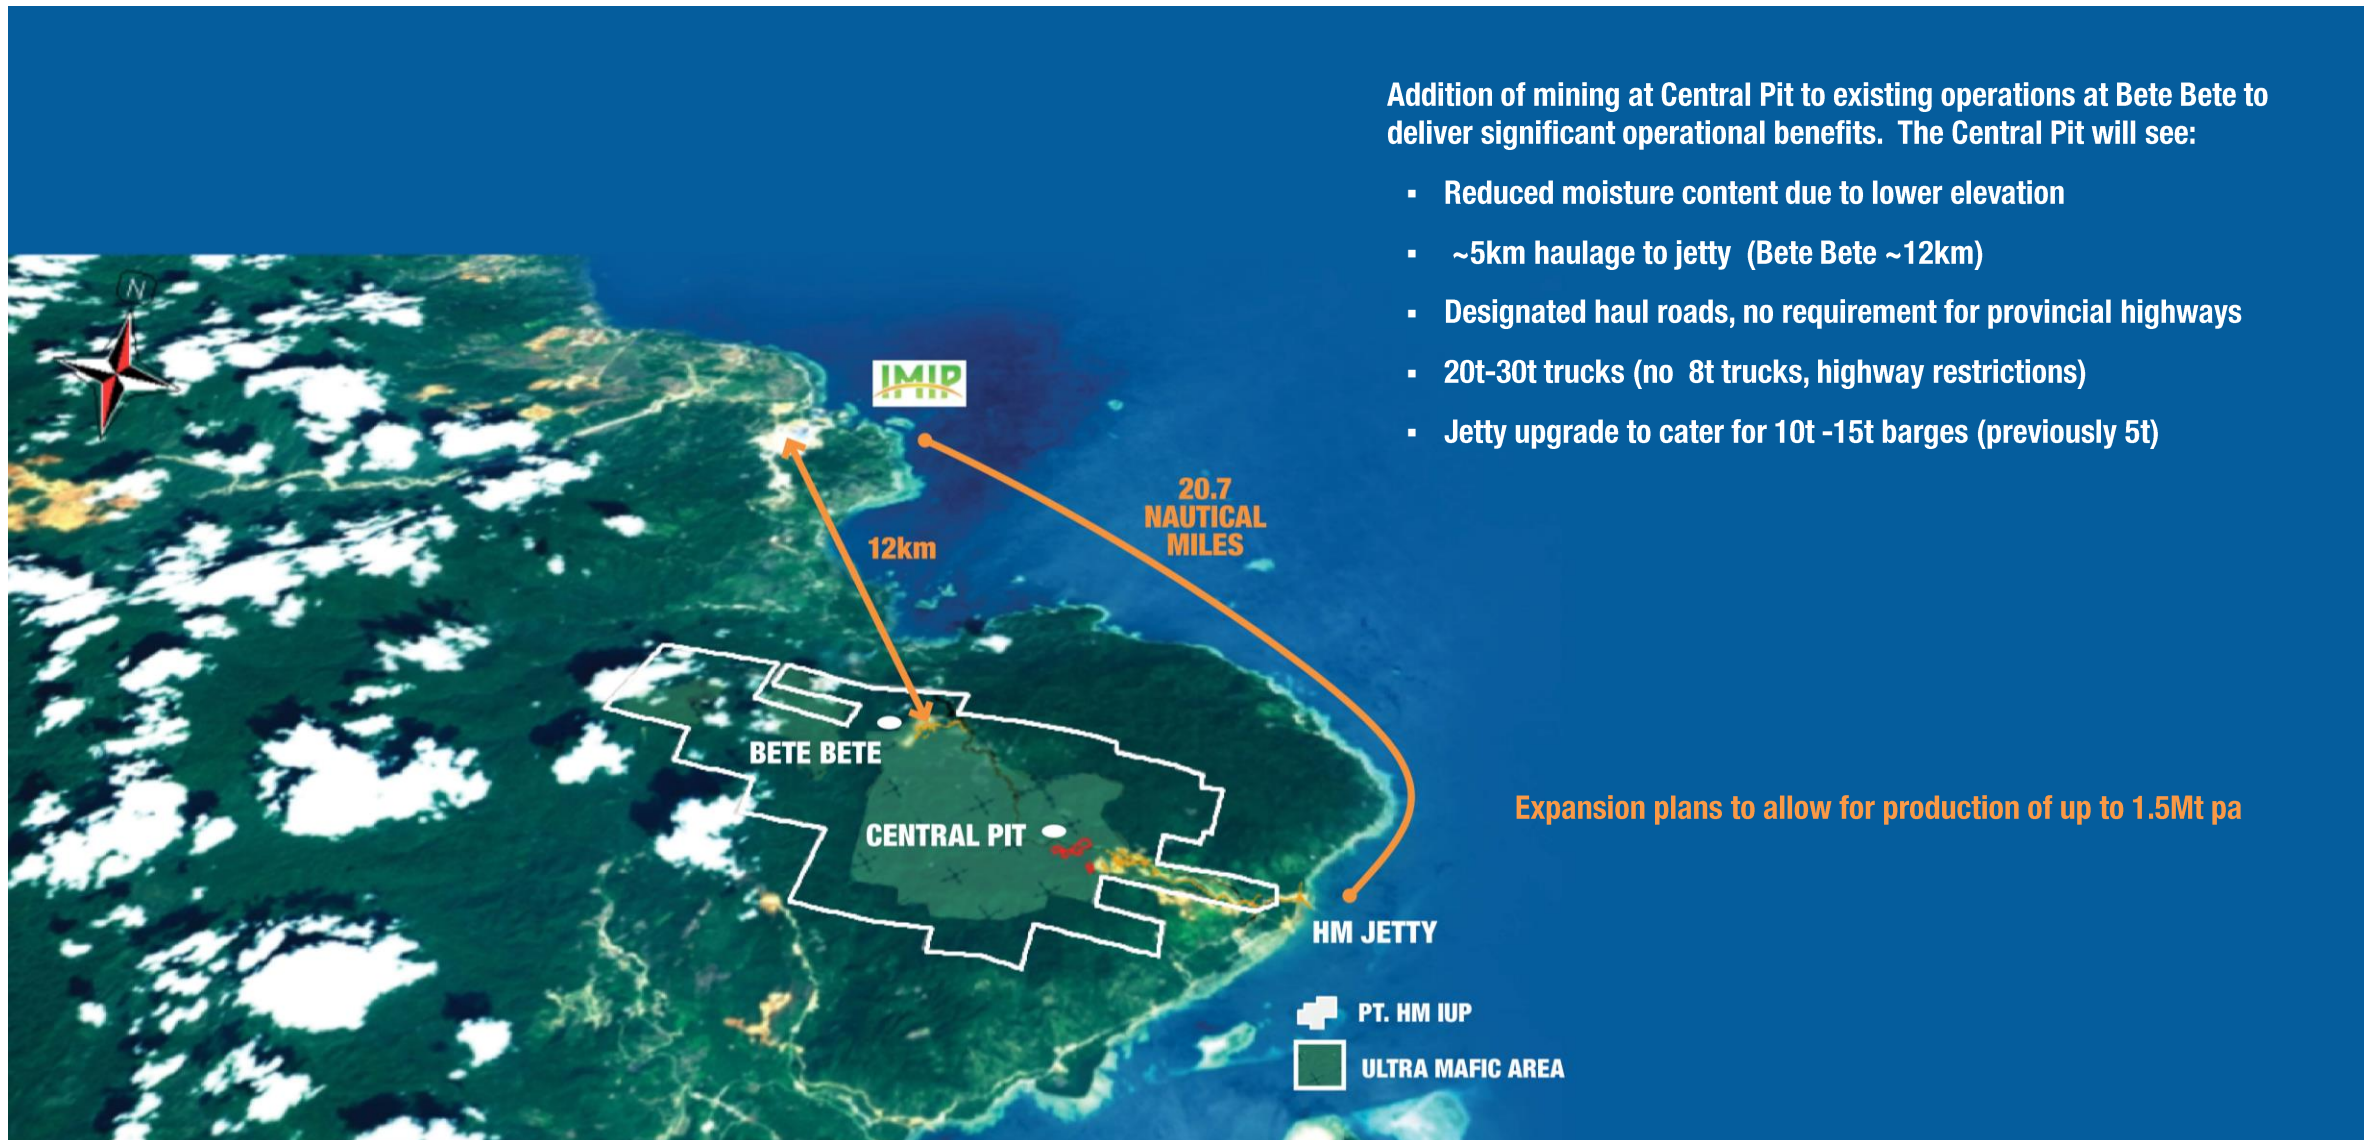 Addition of mining at Central Pit to existing operations at Bete Bete to
deliver significant operational benefits.  The Central Pit will see:
▪ Reduced moisture content due to lower elevation
▪ ~5km haulage to jetty  (Bete Bete ~12km)
▪ Designated haul roads, no requirement for provincial highways
▪ 20t-30t trucks (no  8t trucks, highway restrictions)
▪ Jetty upgrade to cater for 10t -15t barges (previously 5t)
N
IMIP
20.7
NAUTICAL
MILES
12km
BETE BETE
CENTRAL PIT
Expansion plans to allow for production of up to 1.5Mt pa
HM JETTY
PT. HM IUP
ULTRA MAFIC AREA